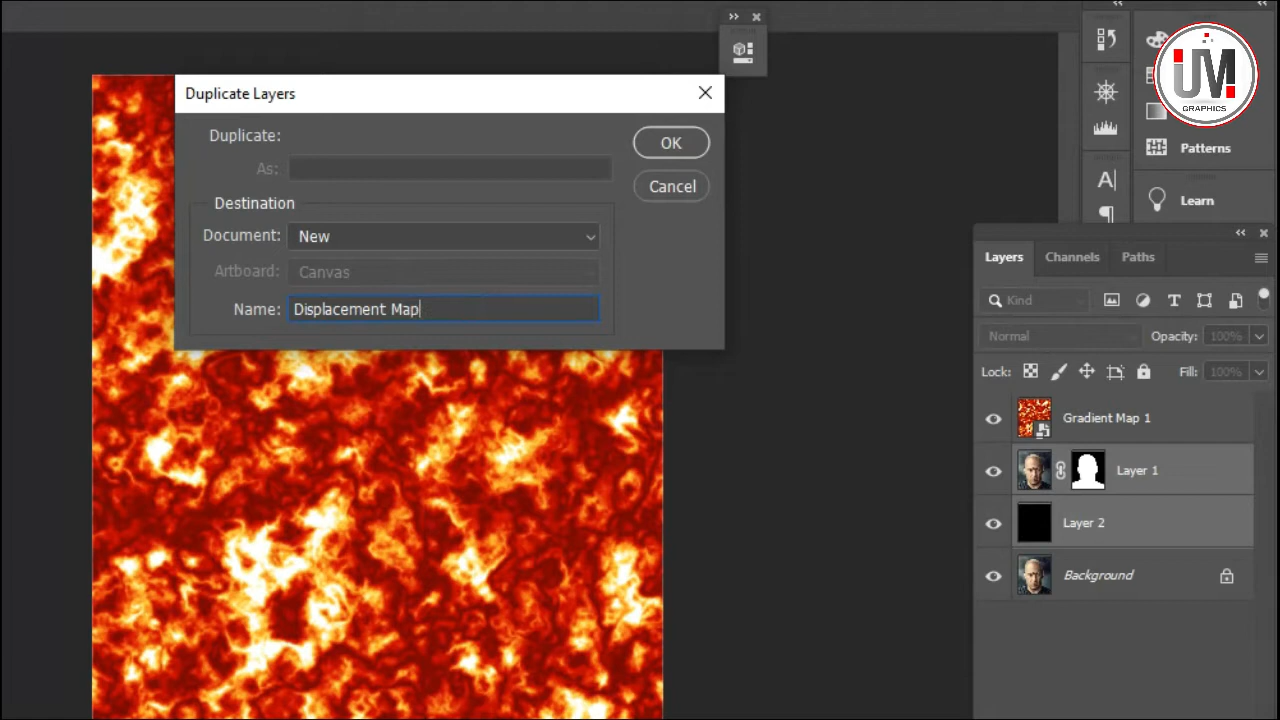 UM
GRAPHICS
Duplicate Layers
Duplicate:
As:
OK
Cancel
Destination
Document: New
Artboard: Canvas
Name: Displacement Map
Patterns
Learn
Layers Channels Paths
Kind
Normal Opacity: 100%
Lock: Fill: 100%
Gradient Map 1
Layer 1
Layer 2
Background